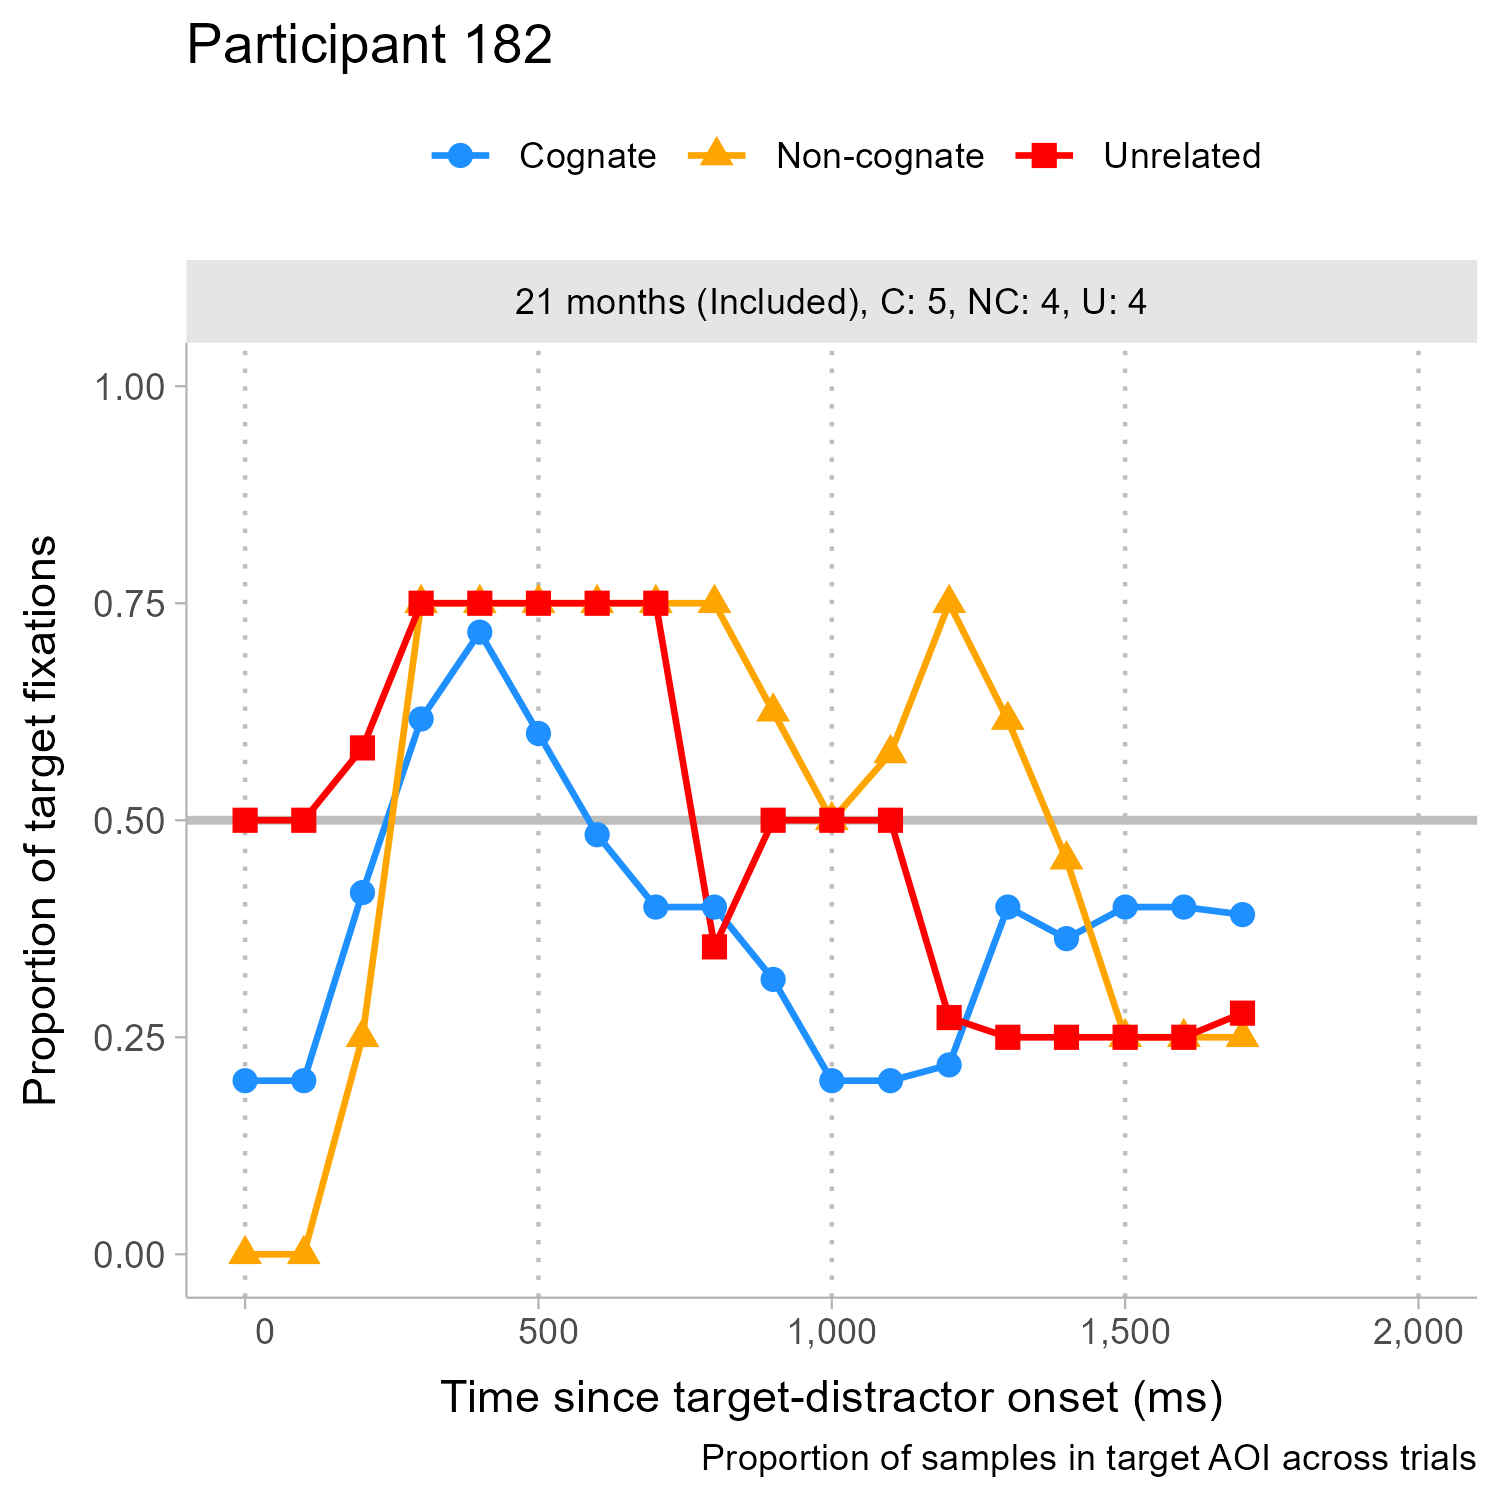 Participant 182
Cognate Non-cognate Unrelated
21 months (Included), C: 5, NC: 4, U: 4
1.00
0.75
0.50
0.25
0.00
Proportion of target fixations
0 500 1,000 1,500 2,000
Time since target-distractor onset (ms)
Proportion of samples in target AOI across trials